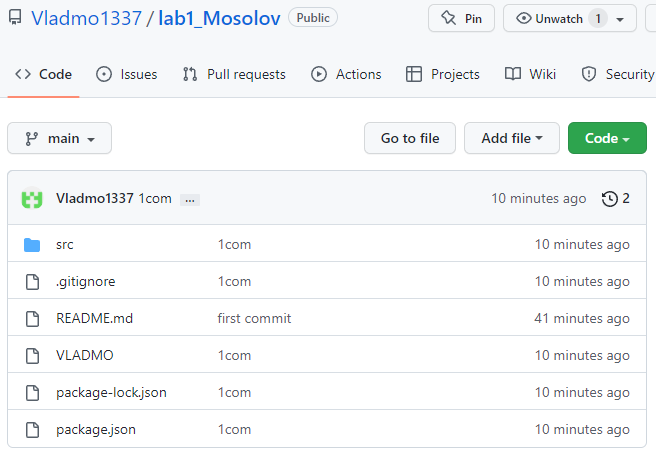 Vladmo1337 / lab1_Mosolov Public Pin Unwatch 1
Code Issues Pull requests Actions Projects Wiki Security
main Go to file Add file Code
Vladmo1337 1com ... 10 minutes ago 2
src 1com 10 minutes ago
.gitignore 1com 10 minutes ago
README.md first commit 41 minutes ago
VLADMO 1com 10 minutes ago
package-lock.json 1com 10 minutes ago
package.json 1com 10 minutes ago